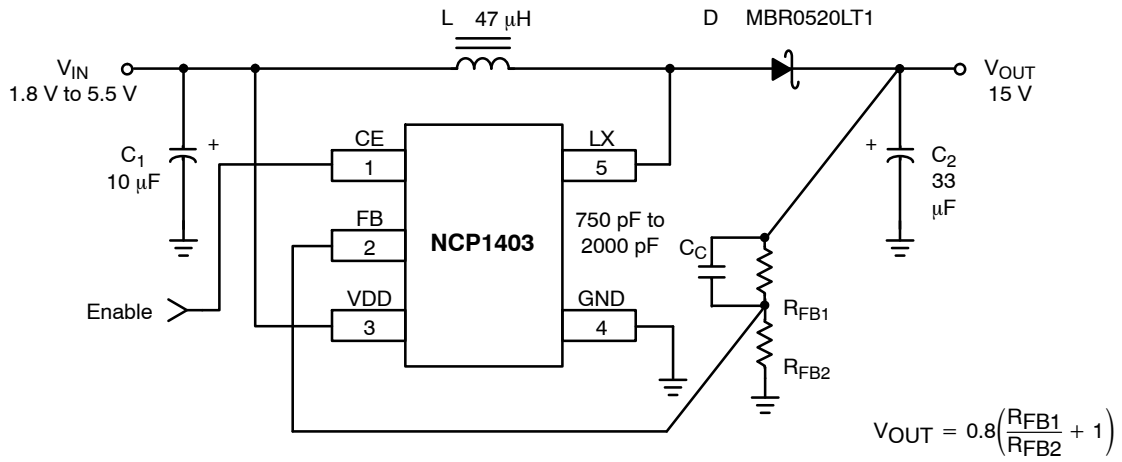 L 47 μH
D MBR0520LT1
VIN
1.8 V to 5.5 V
VOUT
15 V
C1
10 μF
+
CE
1
LX
5
+
C2
33
μF
FB
2
NCP1403
750 pF to
2000 pF
CC
Enable
VDD
3
GND
4
RFB1
RFB2
VOUT = 0.8(RFB1/RFB2 + 1)